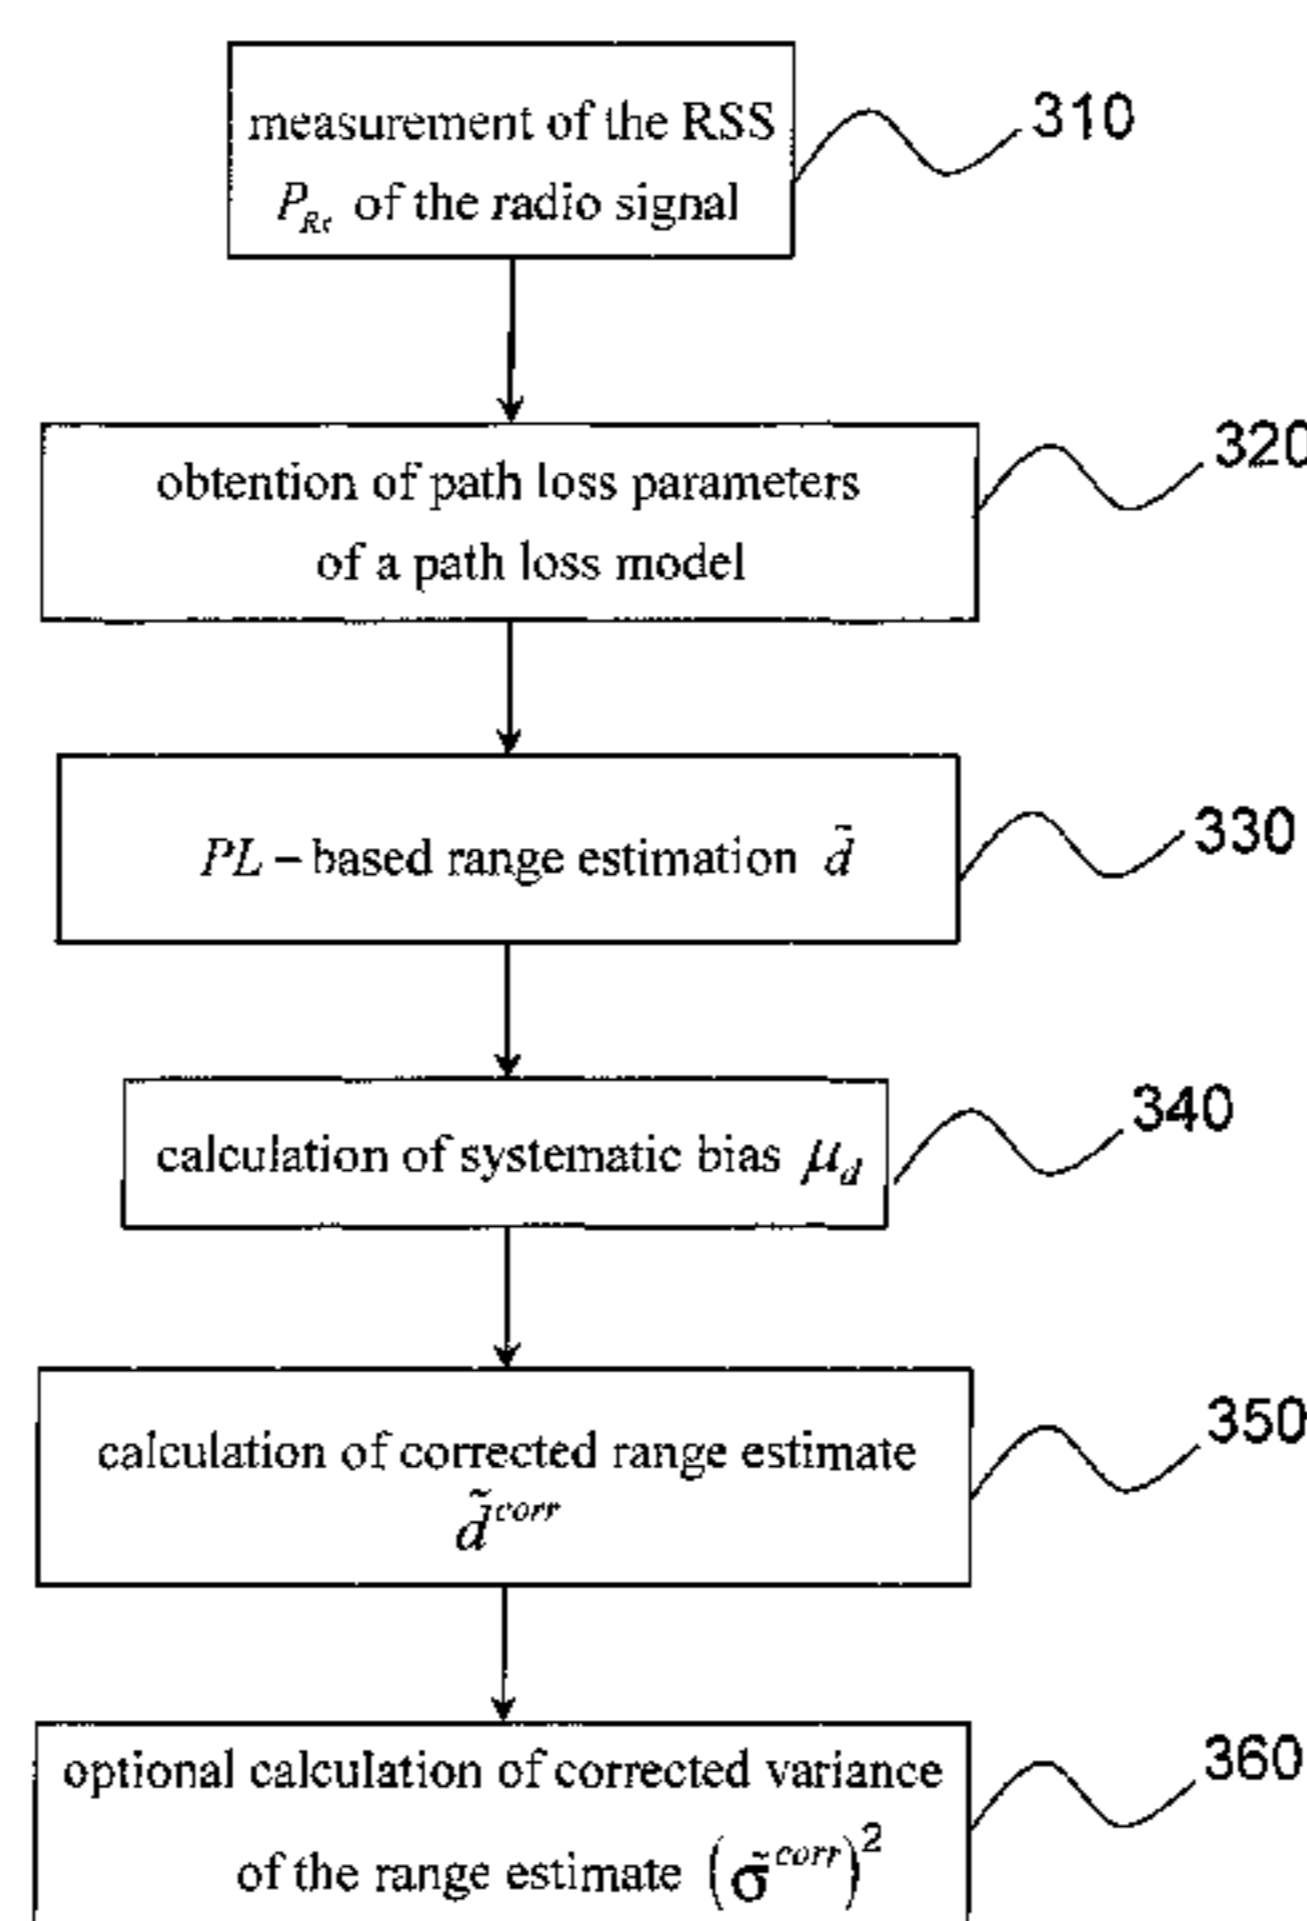 measurement of the RSS
P_Rx of the radio signal
310
obtention of path loss parameters
of a path loss model
320
PL – based range estimation d̃
330
calculation of systematic bias μ_d
340
calculation of corrected range estimate
d̃^corr
350
optional calculation of corrected variance
of the range estimate (σ̃^corr)^2
360